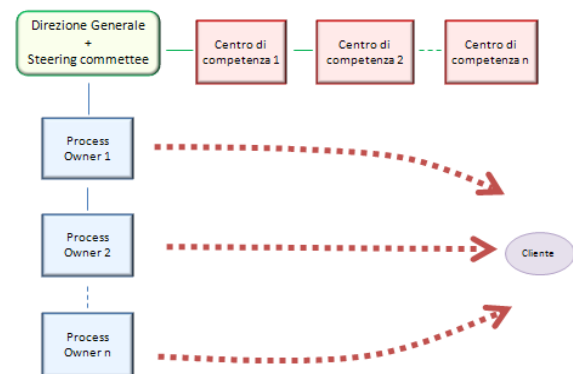 Direzione Generale
+
Steering commettee
Centro di
competenza 1
Centro di
competenza 2
Centro di
competenza n
Process
Owner 1
Process
Owner 2
Cliente
Process
Owner n